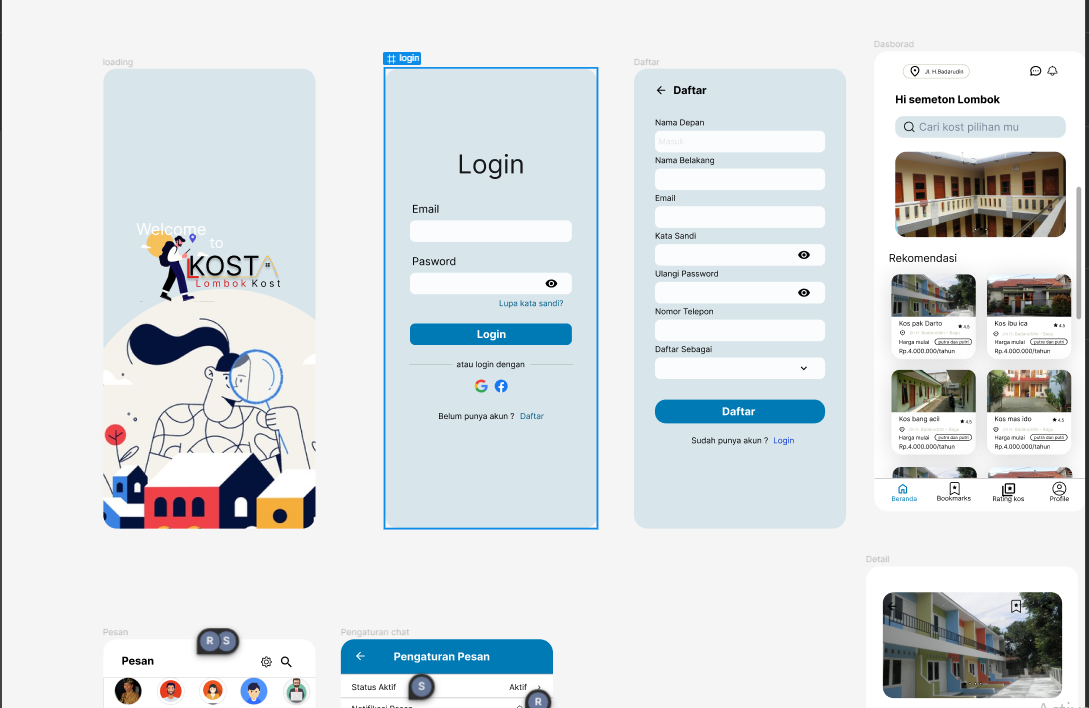 loading
Welcome
to
KOSTA
Lombok Kost
login
Login
Email
Pasword
Lupa kata sandi?
Login
atau login dengan
Belum punya akun ? Daftar
Daftar
Daftar
Nama Depan
Masuk
Nama Belakang
Email
Kata Sandi
Ulangi Password
Nomor Telepon
Daftar Sebagai
Daftar
Sudah punya akun ? Login
Dasborad
Jl. H.Badarudin
Hi semeton Lombok
Cari kost pilihan mu
Rekomendasi
Kos pak Darto
4.5
Harga mulai putra dan putri
Rp.4.000.000/tahun
Kos ibu ica
4.5
Harga mulai putra dan putri
Rp.4.000.000/tahun
Kos bang acil
4.5
Harga mulai putra dan putri
Rp.4.000.000/tahun
Kos mas ido
4.5
Harga mulai putra dan putri
Rp.4.000.000/tahun
Beranda Bookmarks Rating kos Profile
Detail
Pesan
R S
Pesan
Pengaturan chat
Pengaturan Pesan
Status Aktif S Aktif
R